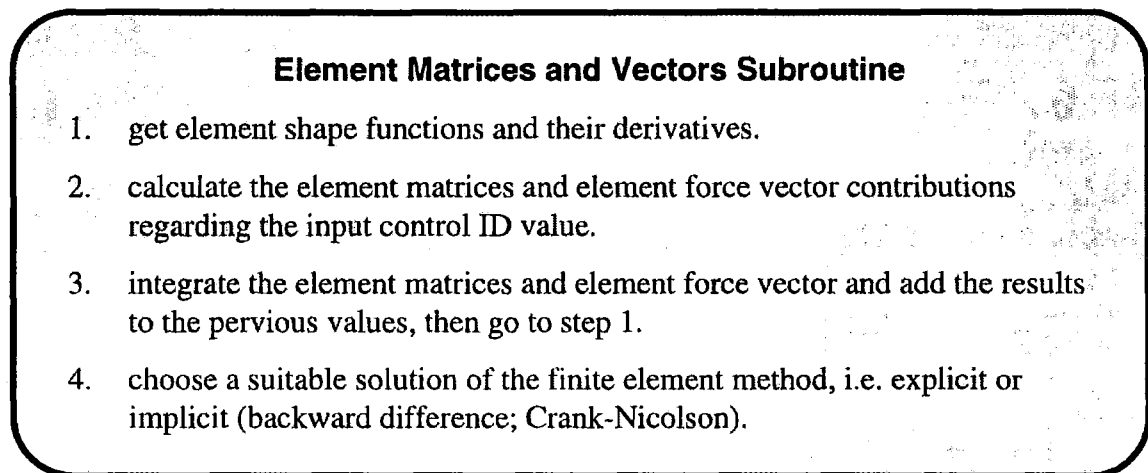 Element Matrices and Vectors Subroutine
1. get element shape functions and their derivatives.
2. calculate the element matrices and element force vector contributions
regarding the input control ID value.
3. integrate the element matrices and element force vector and add the results
to the pervious values, then go to step 1.
4. choose a suitable solution of the finite element method, i.e. explicit or
implicit (backward difference; Crank-Nicolson).